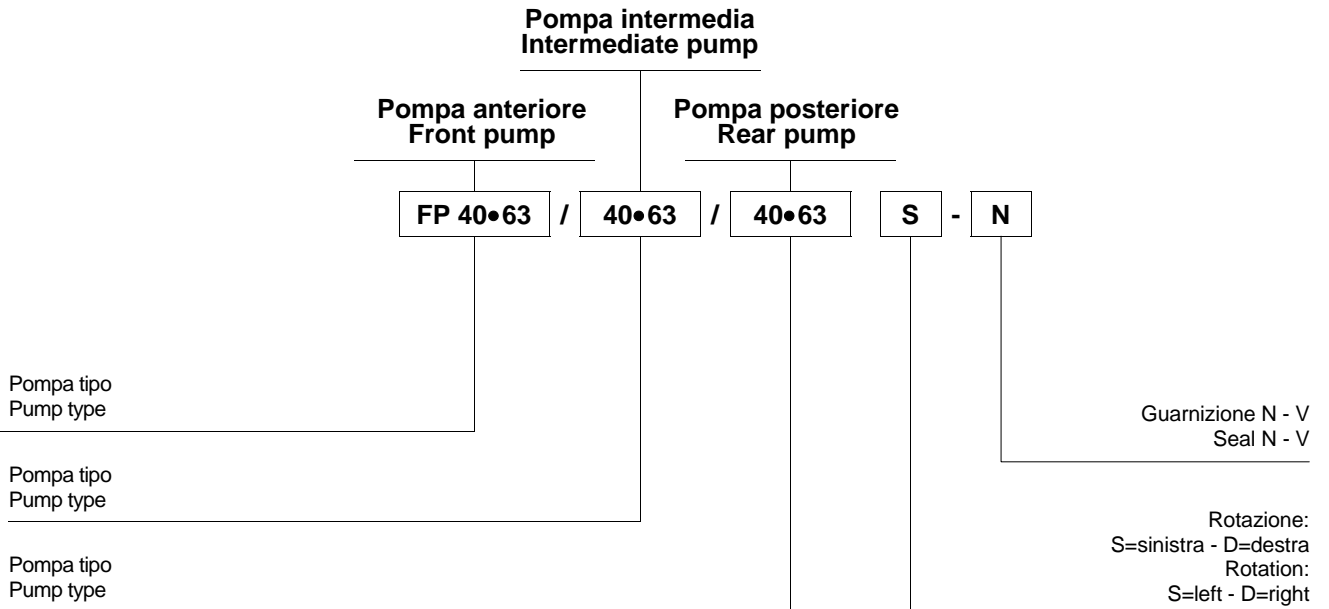 Pompa intermedia
Intermediate pump
Pompa anteriore
Front pump
Pompa posteriore
Rear pump
FP 40•63 / 40•63 / 40•63 S - N
Pompa tipo
Pump type
Guarnizione N - V
Seal N - V
Pompa tipo
Pump type
Rotazione:
S=sinistra - D=destra
Rotation:
S=left - D=right
Pompa tipo
Pump type